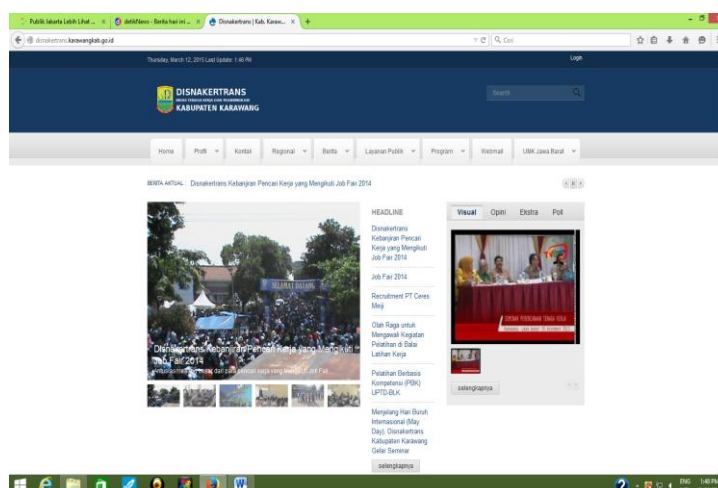 Publik Jakarta Lebih Lihat ...
detikNews - Berita hari ini ...
Disnakertrans | Kab. Karaw...
disnakertrans.karawangkab.go.id
Cari
Thursday, March 12, 2015 Last Update: 1:46 PM
Login
DISNAKERTRANS
KABUPATEN KARAWANG
Search
Home Profil Kontak Regional Berita Layanan Publik Program Webmail UMK Jawa Barat
BERITA AKTUAL : Disnakertrans Kebanjiran Pencari Kerja yang Mengikuti Job Fair 2014
SELAMAT DATANG
Disnakertrans Kebanjiran Pencari Kerja yang Mengikuti
Job Fair 2014
HEADLINE
Disnakertrans
Kebanjiran Pencari
Kerja yang Mengikuti
Job Fair 2014
Job Fair 2014
Recruitment PT Ceres
Meiji
Olah Raga untuk
Mengawali Kegiatan
Pelatihan di Balai
Latihan Kerja
Pelatihan Berbasis
Kompetensi (PBK)
UPTD-BLK
Menjelang Hari Buruh
Internasional (May
Day), Disnakertrans
Kabupaten Karawang
Gelar Seminar
selengkapnya
Visual Opini Ekstra Poll
SEMINAR PERENCANAAN TENAGA KERJA
selengkapnya
ENG 1:48 PM